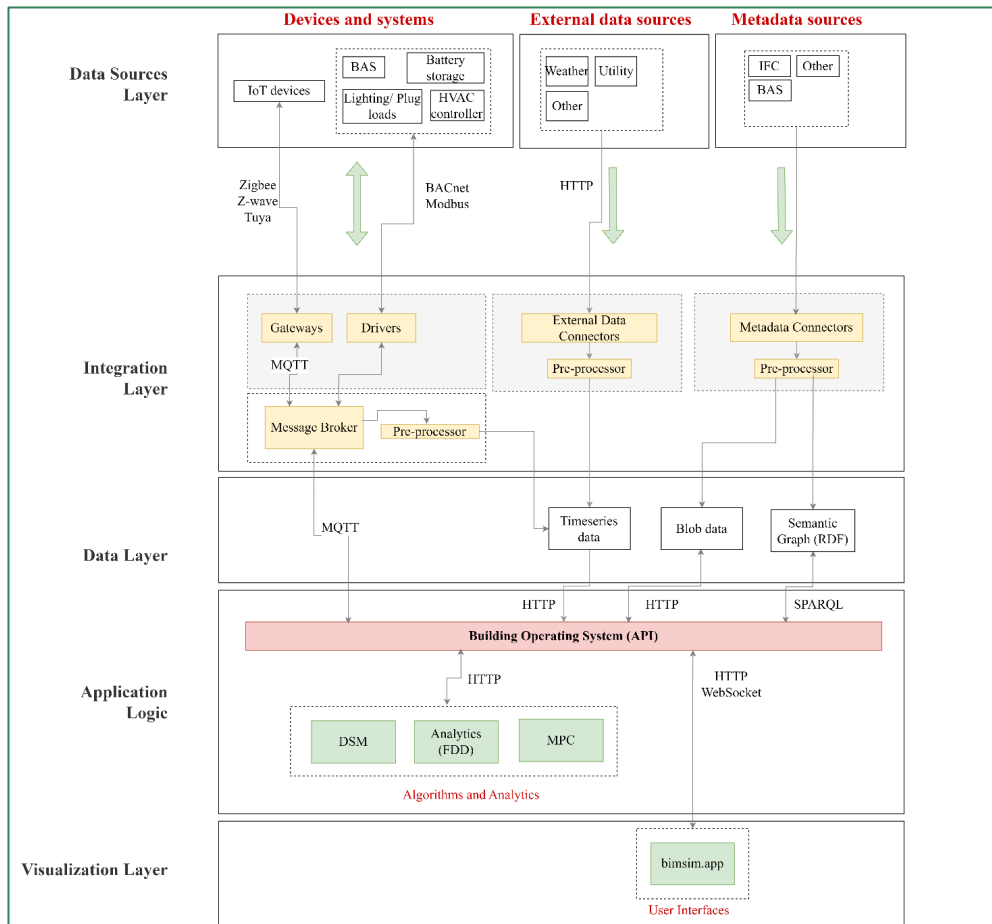 Devices and systems
External data sources
Metadata sources
Data Sources
Layer
IoT devices
BAS
Battery
storage
Lighting/ Plug
loads
HVAC
controller
Weather
Utility
Other
IFC
Other
BAS
Zigbee
Z-wave
Tuya
BACnet
Modbus
HTTP
Integration
Layer
Gateways
Drivers
External Data
Connectors
Metadata Connectors
MQTT
Pre-processor
Pre-processor
Message Broker
Pre-processor
Data Layer
MQTT
Timeseries
data
Blob data
Semantic
Graph (RDF)
HTTP
HTTP
SPARQL
Application
Logic
Building Operating System (API)
HTTP
HTTP
WebSocket
DSM
Analytics
(FDD)
MPC
Algorithms and Analytics
Visualization Layer
bimsim.app
User Interfaces